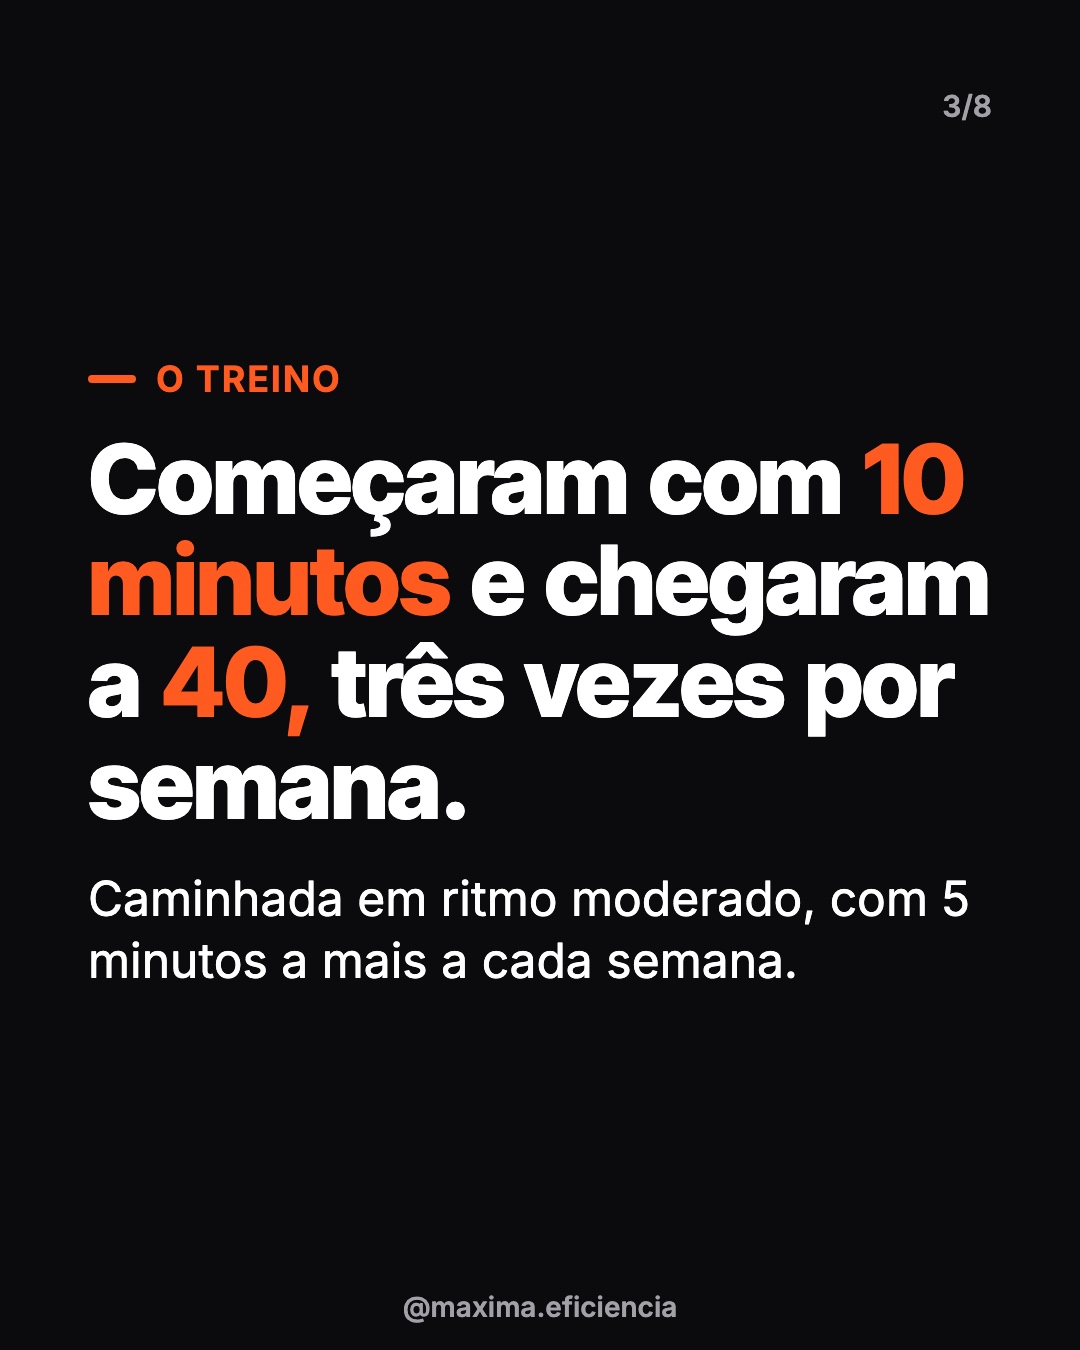 3/8
O TREINO
Começaram com 10
minutos e chegaram
a 40, três vezes por
semana.
Caminhada em ritmo moderado, com 5
minutos a mais a cada semana.
@maxima.eficiencia